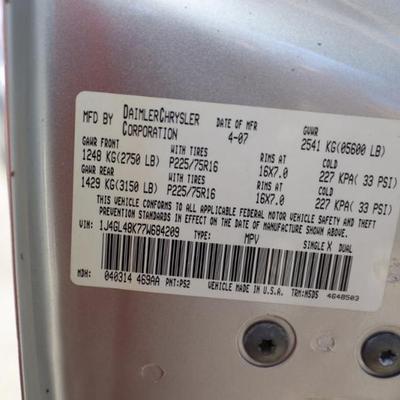 MFD BY DAIMLERCHRYSLER CORPORATION DATE OF MFR 4-07 GVWR 2541 KG(05600 LB)
GAWR FRONT WITH TIRES RIMS AT COLD
1248 KG(2750 LB) P225/75R16 16X7.0 227 KPA( 33 PSI)
GAWR REAR WITH TIRES RIMS AT COLD
1429 KG(3150 LB) P225/75R16 16X7.0 227 KPA( 33 PSI)
THIS VEHICLE CONFORMS TO ALL APPLICABLE FEDERAL MOTOR VEHICLE SAFETY AND THEFT
PREVENTION STANDARDS IN EFFECT ON THE DATE OF MANUFACTURE SHOWN ABOVE.
VIN: 1J4GL48K77W684209 TYPE: MPV SINGLE X DUAL
MDH: 040314 469AA PNT:PS2 VEHICLE MADE IN U.S.A. TRM:N5D5 4648503